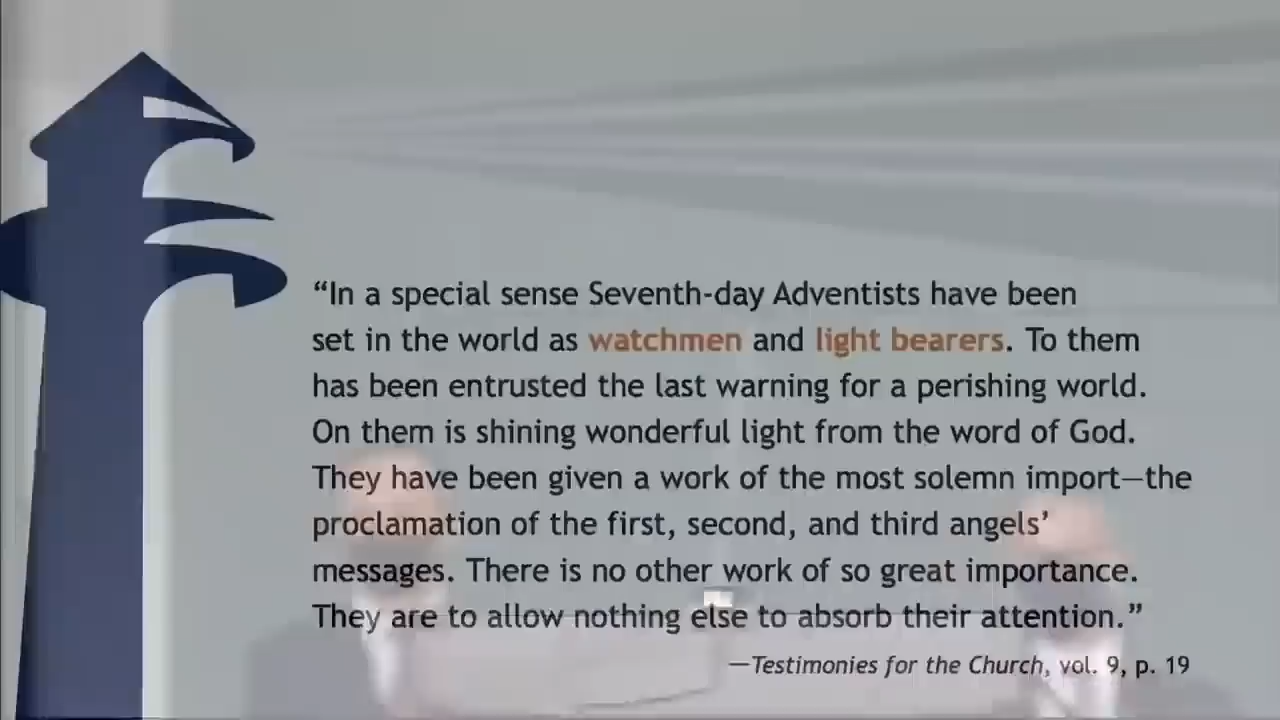 “In a special sense Seventh-day Adventists have been
set in the world as watchmen and light bearers. To them
has been entrusted the last warning for a perishing world.
On them is shining wonderful light from the word of God.
They have been given a work of the most solemn import—the
proclamation of the first, second, and third angels’
messages. There is no other work of so great importance.
They are to allow nothing else to absorb their attention.”
—Testimonies for the Church, vol. 9, p. 19